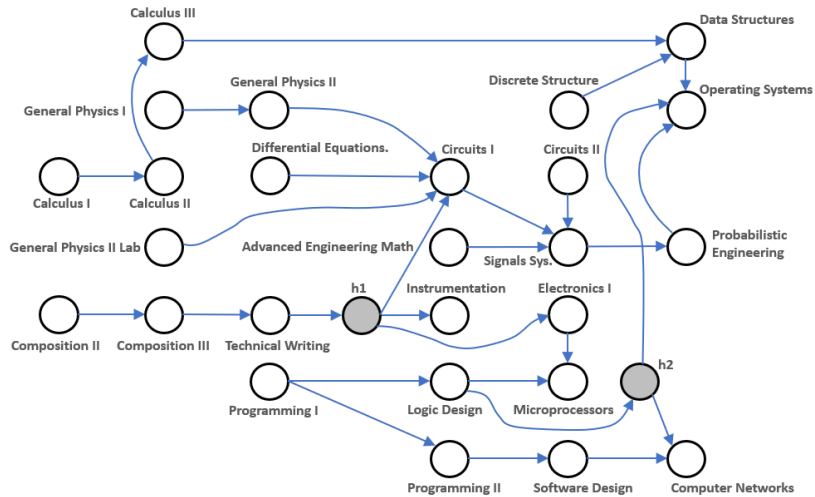 Calculus III
Data Structures
General Physics II
Discrete Structure
Operating Systems
General Physics I
Differential Equations.
Circuits I
Circuits II
Calculus I
Calculus II
General Physics II Lab
Advanced Engineering Math
Signals Sys.
Probabilistic
Engineering
h1
Instrumentation
Electronics I
Composition II
Composition III
Technical Writing
h2
Programming I
Logic Design
Microprocessors
Programming II
Software Design
Computer Networks